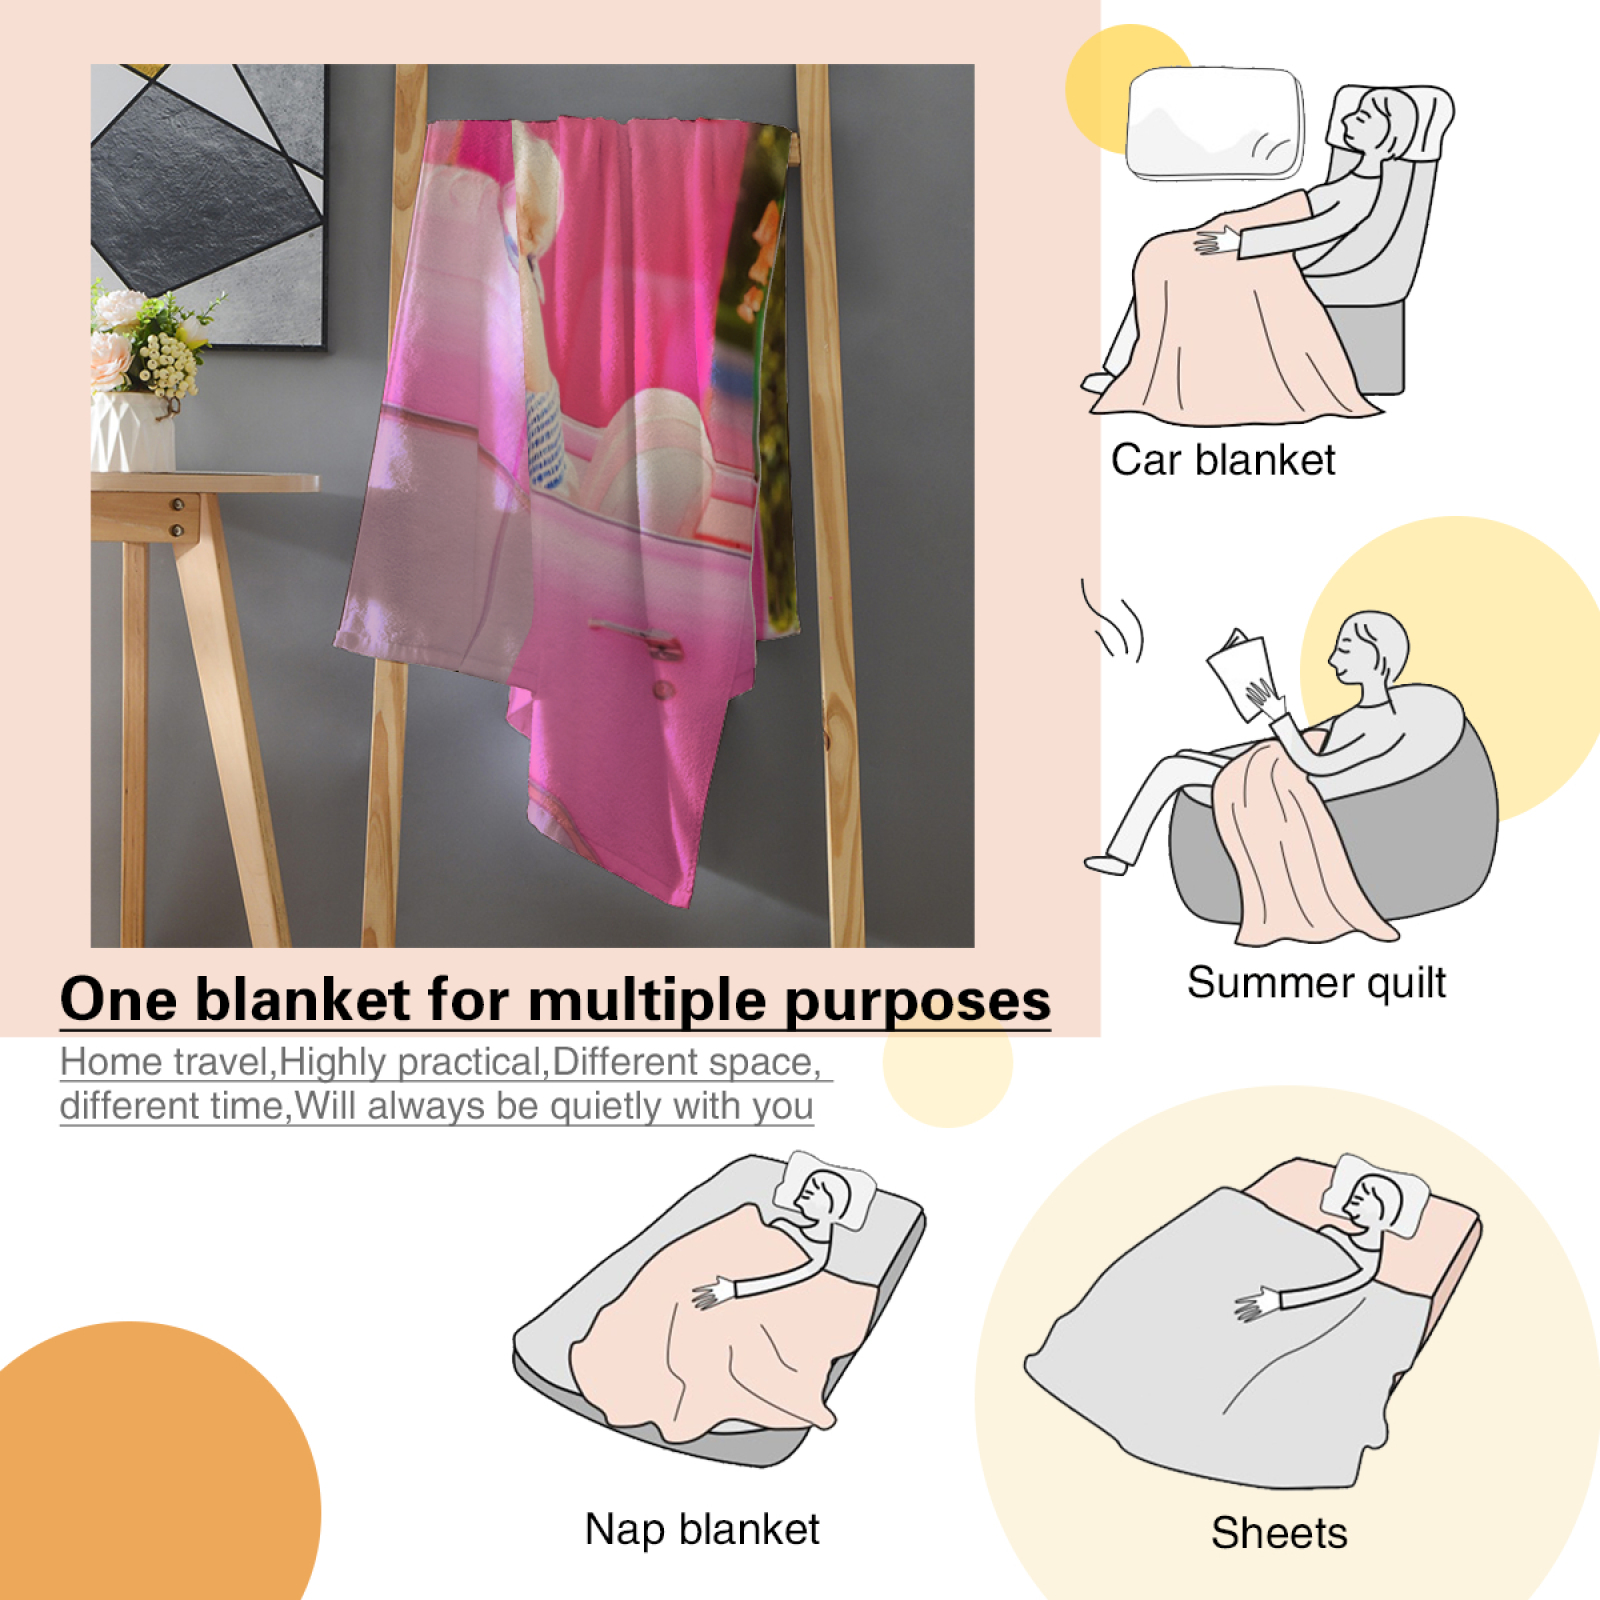 Car blanket
Summer quilt
One blanket for multiple purposes
Home travel,Highly practical,Different space,
different time,Will always be quietly with you
Nap blanket
Sheets